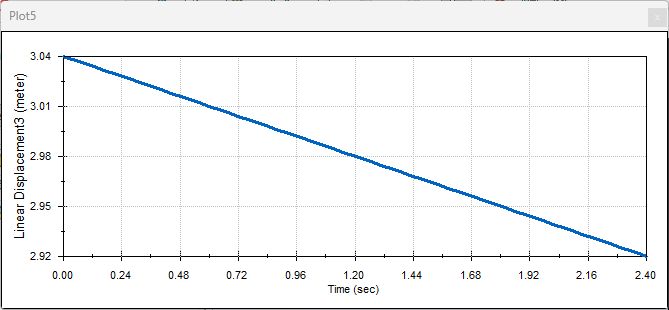 Plot5
Linear Displacement3 (meter)
3.04
3.01
2.98
2.95
2.92
0.00 0.24 0.48 0.72 0.96 1.20 1.44 1.68 1.92 2.16 2.40
Time (sec)